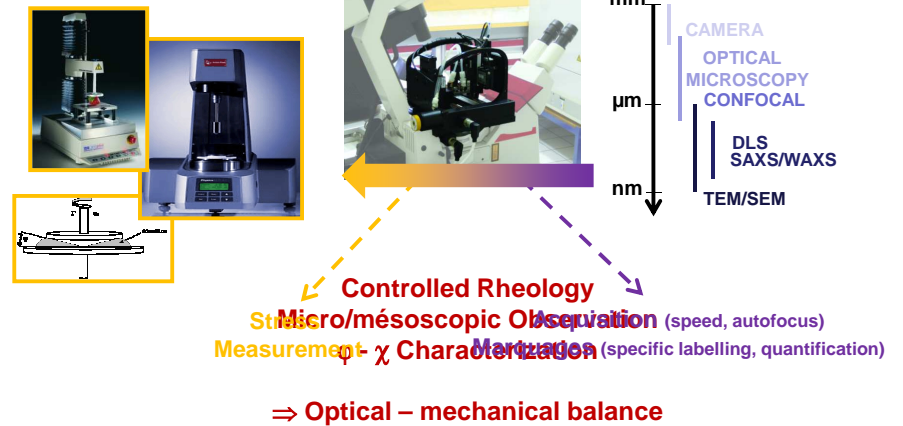 mm
CAMERA
OPTICAL
MICROSCOPY
µm
CONFOCAL
DLS
SAXS/WAXS
nm
TEM/SEM
Controlled Rheology
Micro/mésoscopic Observation
φ - χ Characterization
Stress
Measurement
Acquisition (speed, autofocus)
Marquages (specific labelling, quantification)
⇒ Optical – mechanical balance